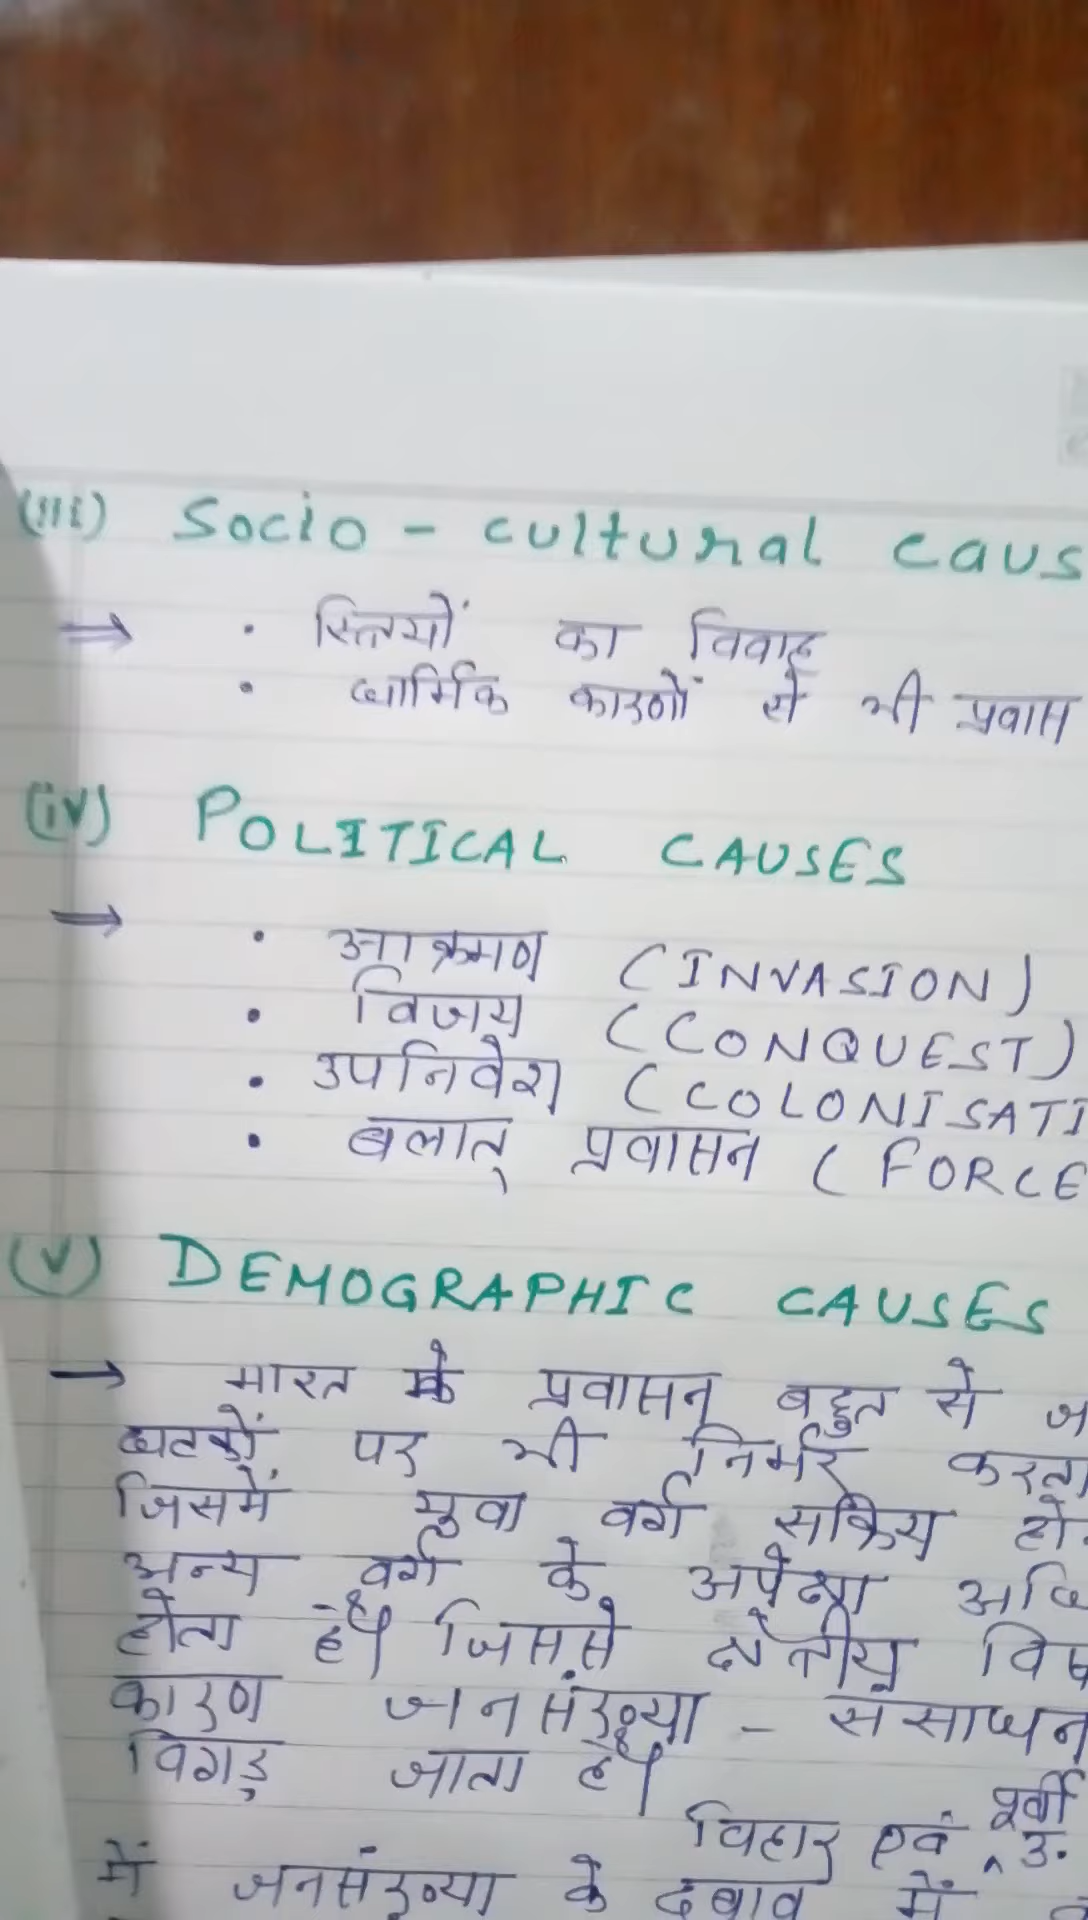 (iii) Socio - cultural caus
⇒ • स्त्रियों का विवाह
• धार्मिक कारणों से भी प्रवास
(iv) POLITICAL CAUSES
⇒ • आक्रमण (INVASION)
• विजय (CONQUEST)
• उपनिवेश (COLONISATI
• बलात् प्रवासन (FORCE
(v) DEMOGRAPHIC CAUSES
→ भारत के प्रवासन बहुत से ज
घटकों पर भी निर्भर करता
जिसमें युवा वर्ग सक्रिय हो
अन्य वर्ग के अपेक्षा अधि
होता है। जिससे क्षेत्रीय विष
कारण जनसंख्या - संसाधन
बिगड़ जाता है।
बिहार एवं पूर्वी उ.
में जनसंख्या के दबाव में